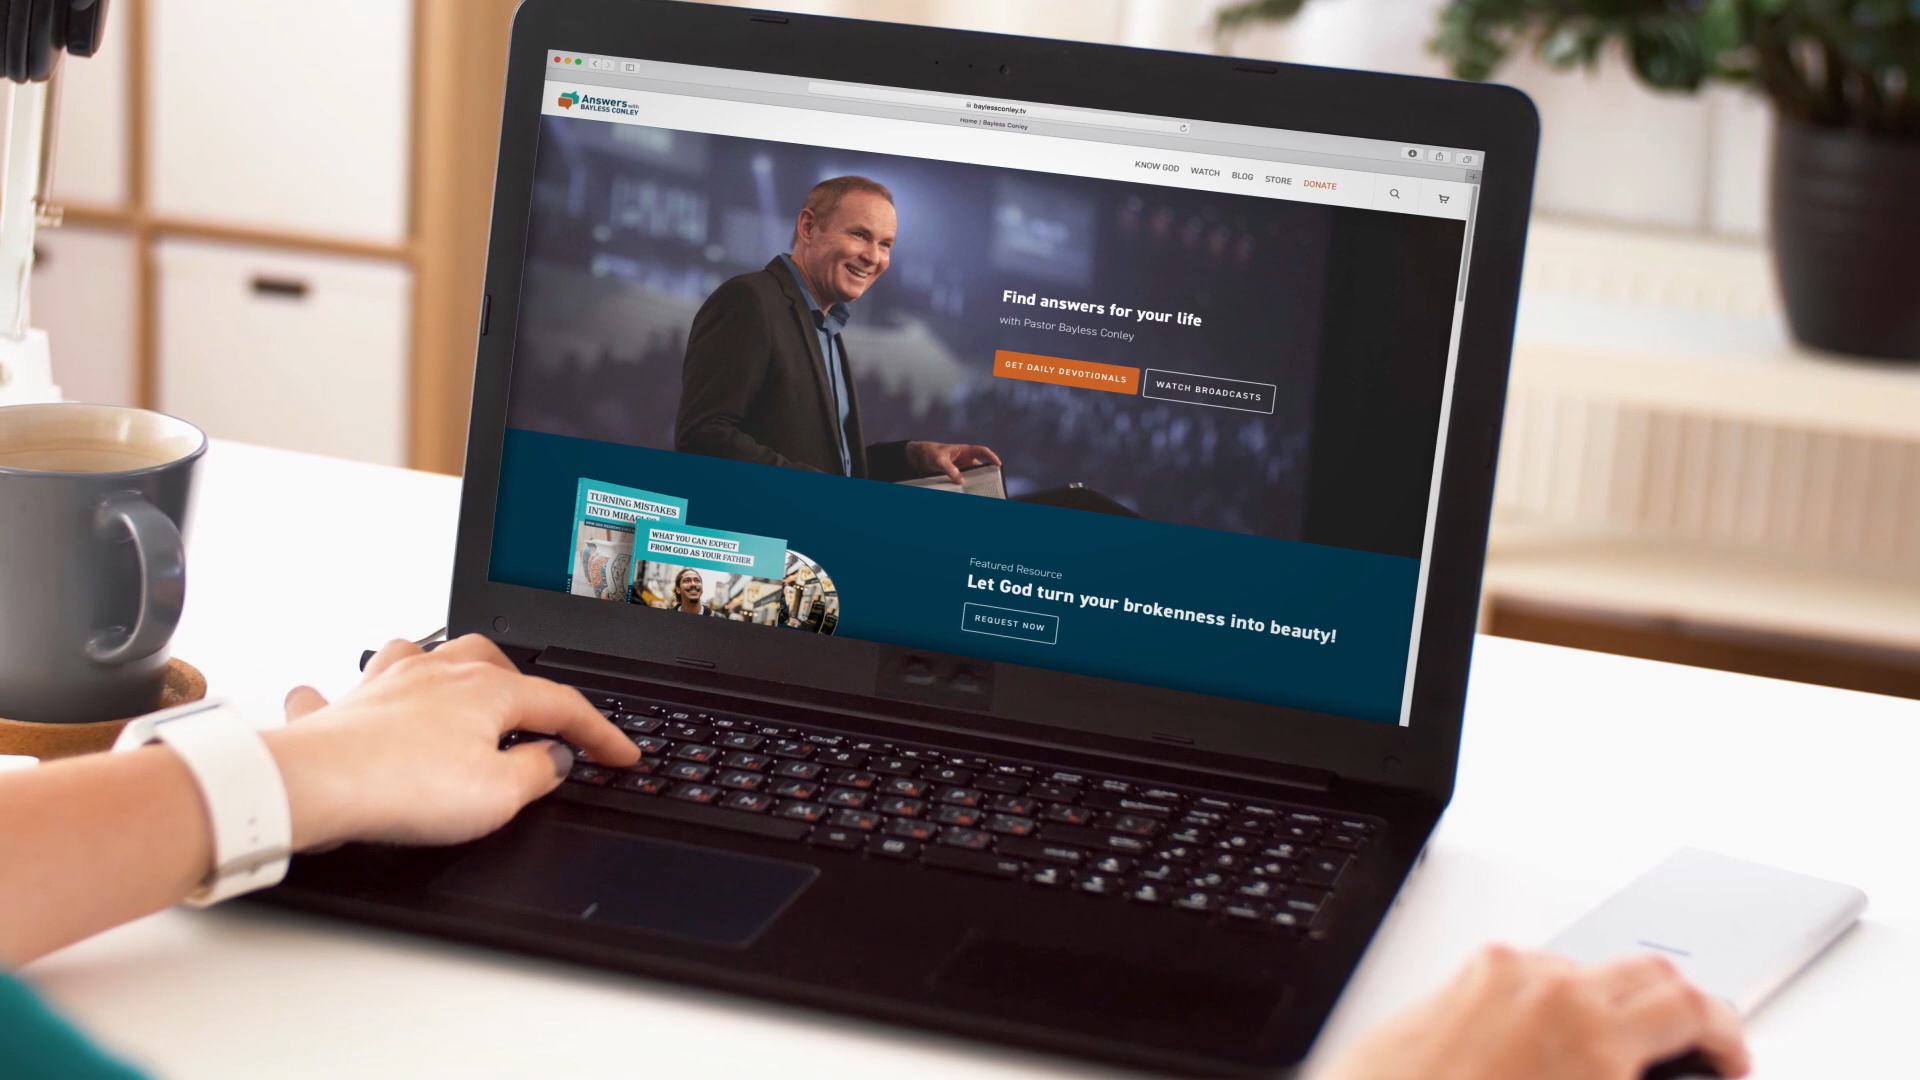 Answers with
BAYLESS CONLEY
baylessconley.tv
Home | Bayless Conley
KNOW GOD WATCH BLOG STORE DONATE
Find answers for your life
with Pastor Bayless Conley
GET DAILY DEVOTIONALS
WATCH BROADCASTS
TURNING MISTAKES
INTO
WHAT YOU CAN EXPECT
FROM GOD AS YOUR FATHER
Featured Resource
Let God turn your brokenness into beauty!
REQUEST NOW